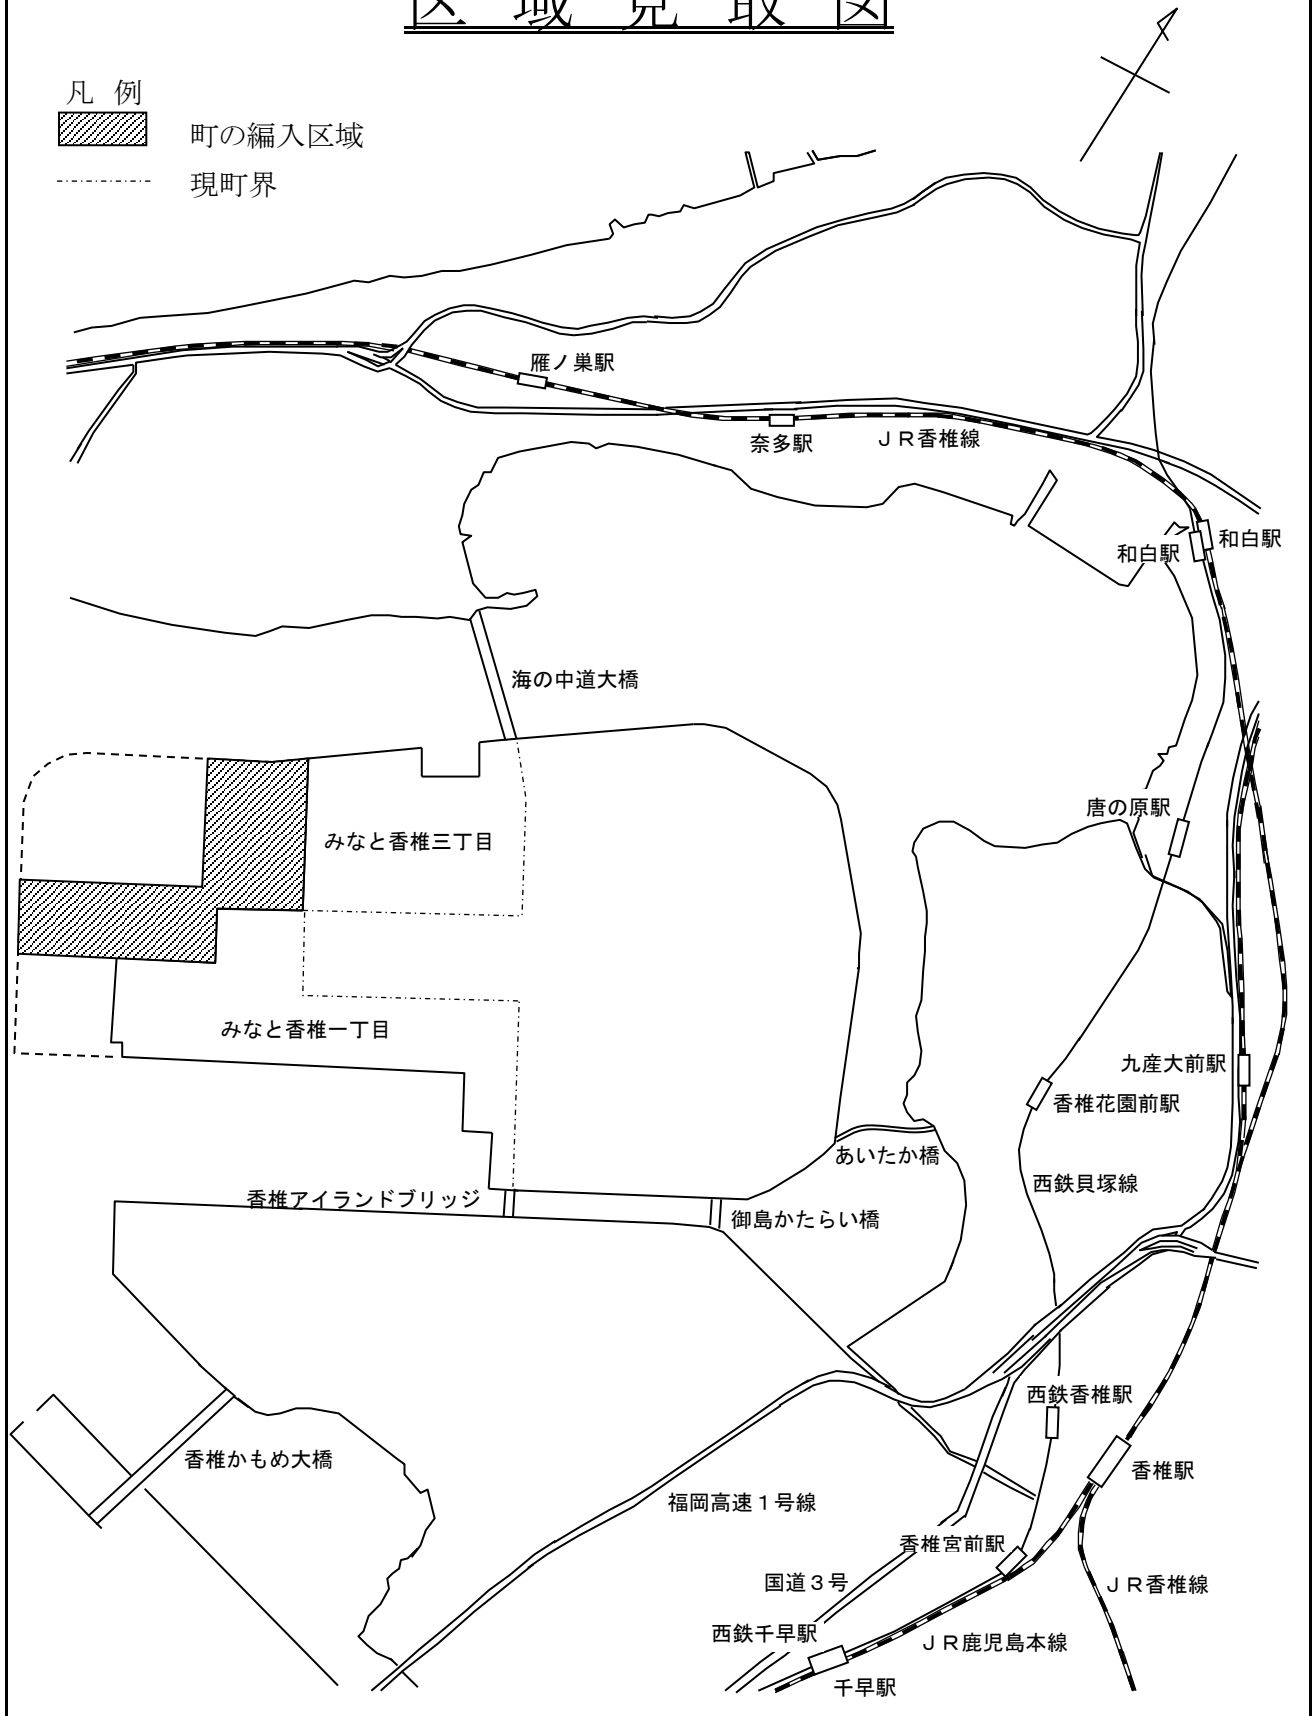 区域見取図
凡 例
町の編入区域
現町界
雁ノ巣駅
奈多駅
ＪＲ香椎線
和白駅
和白駅
海の中道大橋
唐の原駅
みなと香椎三丁目
みなと香椎一丁目
九産大前駅
香椎花園前駅
あいたか橋
西鉄貝塚線
香椎アイランドブリッジ
御島かたらい橋
西鉄香椎駅
香椎かもめ大橋
香椎駅
福岡高速１号線
香椎宮前駅
国道３号
ＪＲ香椎線
西鉄千早駅
ＪＲ鹿児島本線
千早駅